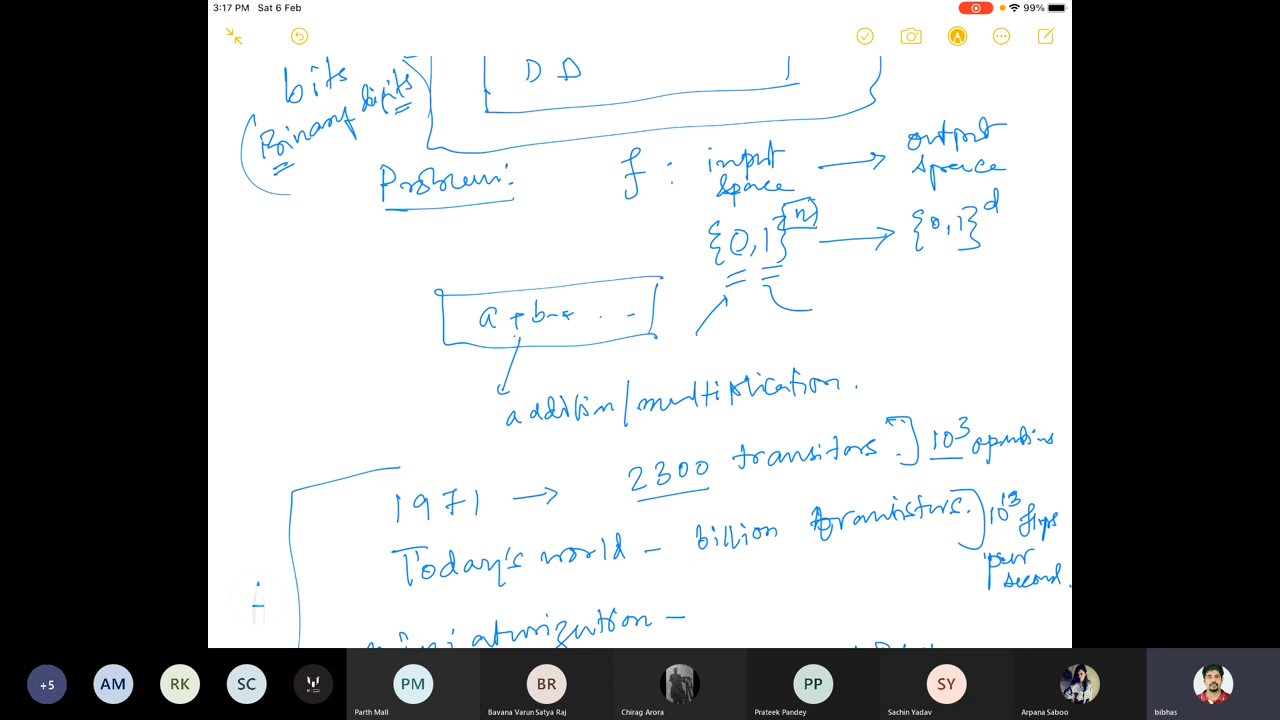 3:17 PM Sat 6 Feb
99%
bits
Binary digits
D D
Problem:
f : input space → output space
{0,1}^n → {0,1}^d
a + b + . . .
addition/multiplication.
1971 → 2300 transitors ] 10^3 opeartions
Today's world - billion transistors. ] 10^13 flops per second.
miniaturization -
+5
AM
RK
SC
PM
BR
PP
SY
Parth Mall
Bavana Varun Satya Raj
Chirag Arora
Prateek Pandey
Sachin Yadav
Arpana Saboo
bibhas